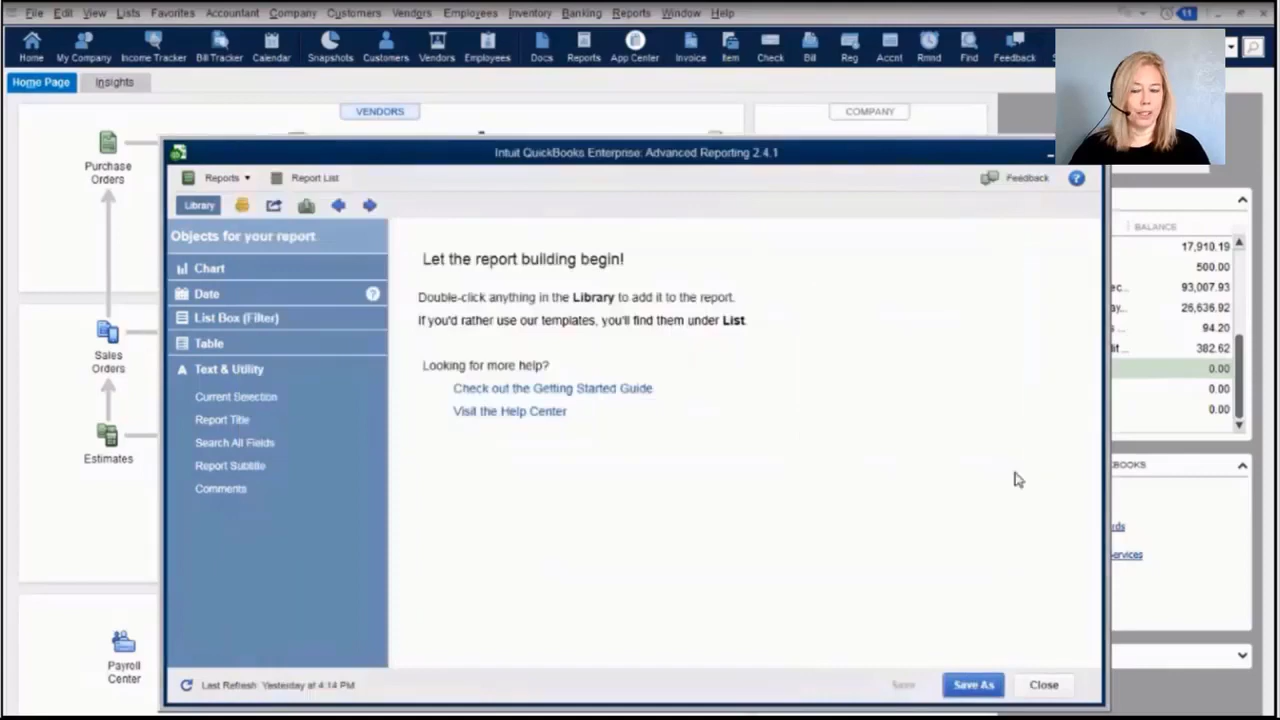 File Edit View Lists Favorites Accountant Company Customers Vendors Employees Inventory Banking Reports Window Help
11
Home My Company Income Tracker Bill Tracker Calendar Snapshots Customers Vendors Employees Docs Reports App Center Invoice Item Check Bill Reg Accnt Rmnd Find Feedback
Home Page Insights
VENDORS
COMPANY
Purchase
Orders
Sales
Orders
Estimates
Payroll
Center
Intuit QuickBooks Enterprise: Advanced Reporting 2.4.1
Reports Report List
Feedback
Library
Objects for your report
Chart
Date
List Box (Filter)
Table
Text & Utility
Current Selection
Report Title
Search All Fields
Report Subtitle
Comments
Let the report building begin!
Double-click anything in the Library to add it to the report.
If you'd rather use our templates, you'll find them under List.
Looking for more help?
Check out the Getting Started Guide
Visit the Help Center
Last Refresh Yesterday at 4:14 PM
Save Save As Close
BALANCE
17,910.19
500.00
93,007.93
26,636.92
94.20
382.62
0.00
0.00
0.00